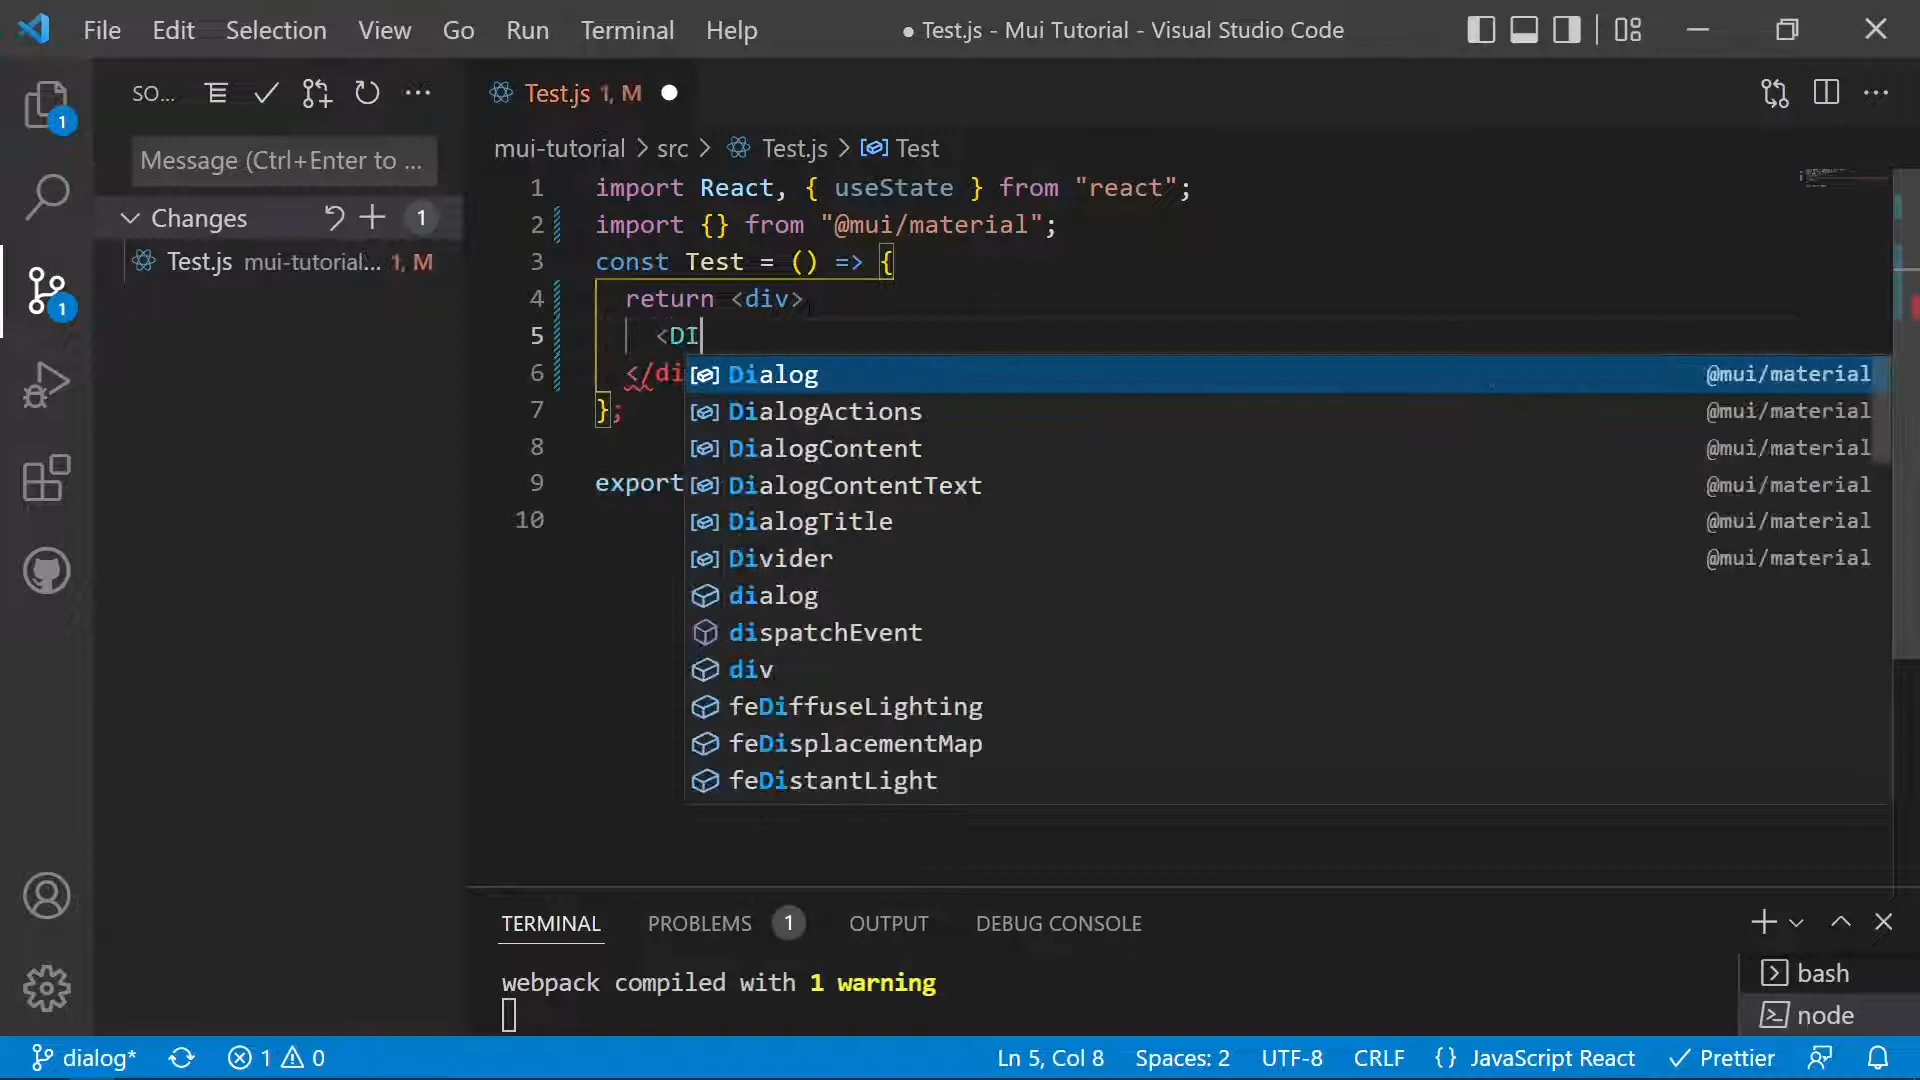 File Edit Selection View Go Run Terminal Help
● Test.js - Mui Tutorial - Visual Studio Code
SO...
Test.js 1, M
1
Message (Ctrl+Enter to ...
mui-tutorial > src > Test.js > Test
Changes 1
Test.js mui-tutorial... 1, M
1
1 import React, { useState } from "react";
2 import {} from "@mui/material";
3 const Test = () => {
4 return <div>
5 <DI
6 </di
7 };
8
9 export
10
Dialog @mui/material
DialogActions @mui/material
DialogContent @mui/material
DialogContentText @mui/material
DialogTitle @mui/material
Divider @mui/material
dialog
dispatchEvent
div
feDiffuseLighting
feDisplacementMap
feDistantLight
TERMINAL PROBLEMS 1 OUTPUT DEBUG CONSOLE
webpack compiled with 1 warning
bash
node
dialog* 1 0 Ln 5, Col 8 Spaces: 2 UTF-8 CRLF {} JavaScript React Prettier